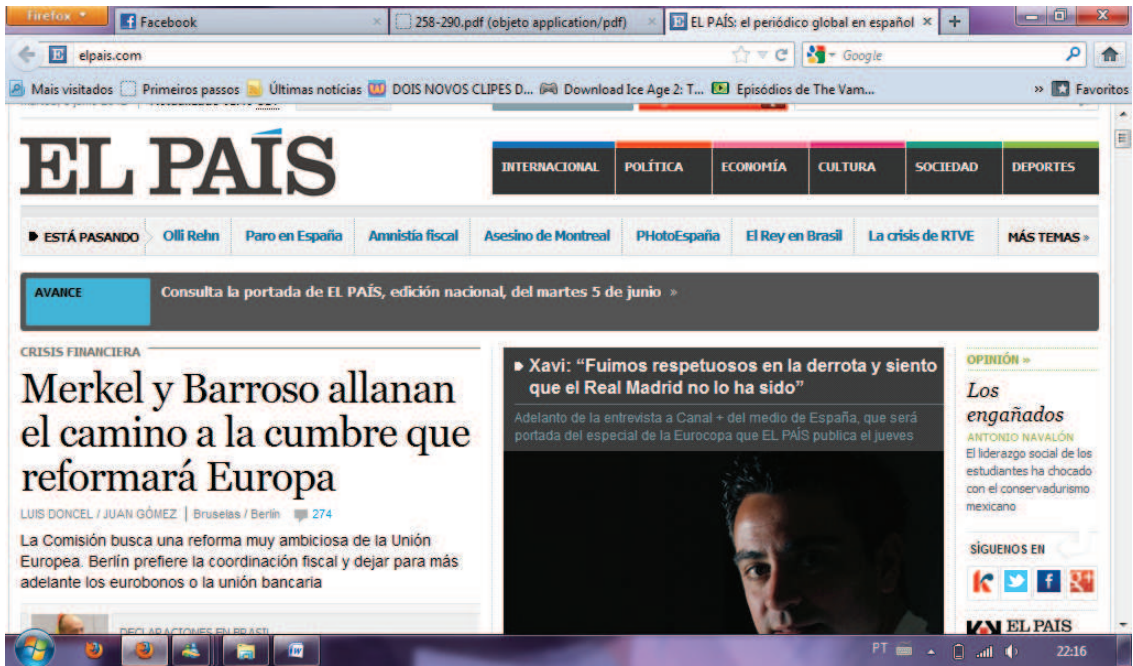 Firefox
Facebook
258-290.pdf (objeto application/pdf)
EL PAÍS: el periódico global en español
elpais.com
Google
Mais visitados Primeiros passos Últimas notícias DOIS NOVOS CLIPES D... Download Ice Age 2: T... Episódios de The Vam... » Favoritos
EL PAÍS
INTERNACIONAL POLÍTICA ECONOMÍA CULTURA SOCIEDAD DEPORTES
ESTÁ PASANDO Olli Rehn Paro en España Amnistía fiscal Asesino de Montreal PHotoEspaña El Rey en Brasil La crisis de RTVE MÁS TEMAS »
AVANCE
Consulta la portada de EL PAÍS, edición nacional, del martes 5 de junio »
CRISIS FINANCIERA
Merkel y Barroso allanan
el camino a la cumbre que
reformará Europa
LUIS DONCEL / JUAN GÓMEZ | Bruselas / Berlín 274
La Comisión busca una reforma muy ambiciosa de la Unión
Europea. Berlín prefiere la coordinación fiscal y dejar para más
adelante los eurobonos o la unión bancaria
DECLARACIONES EN BRASIL
Xavi: “Fuimos respetuosos en la derrota y siento
que el Real Madrid no lo ha sido”
Adelanto de la entrevista a Canal + del medio de España, que será
portada del especial de la Eurocopa que EL PAÍS publica el jueves
OPINIÓN »
Los
engañados
ANTONIO NAVALÓN
El liderazgo social de los
estudiantes ha chocado
con el conservadurismo
mexicano
SÍGUENOS EN
EL PAIS
PT
22:16